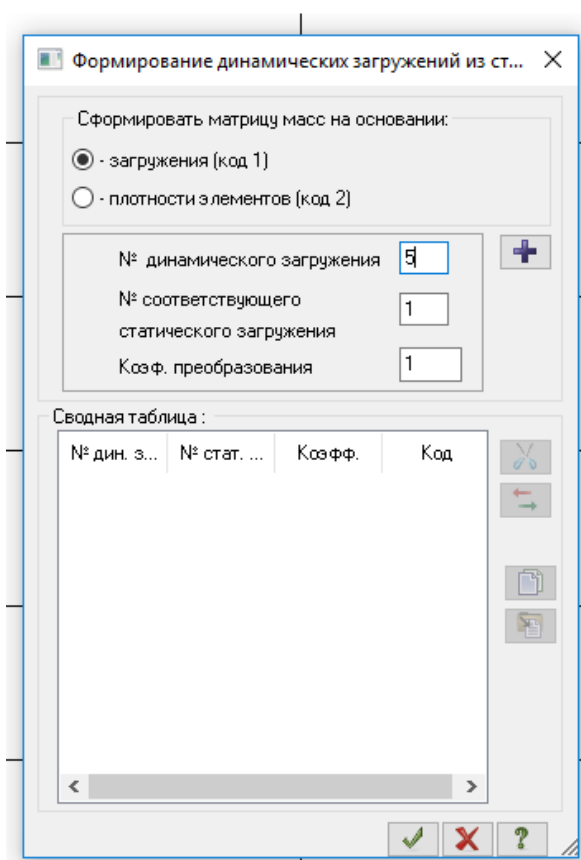 Формирование динамических загружений из ст...
Сформировать матрицу масс на основании:
- загружения (код 1)
- плотности элементов (код 2)
№ динамического загружения 5
№ соответствующего
статического загружения 1
Коэф. преобразования 1
Сводная таблица :
№ дин. з... № стат. ... Коэфф. Код